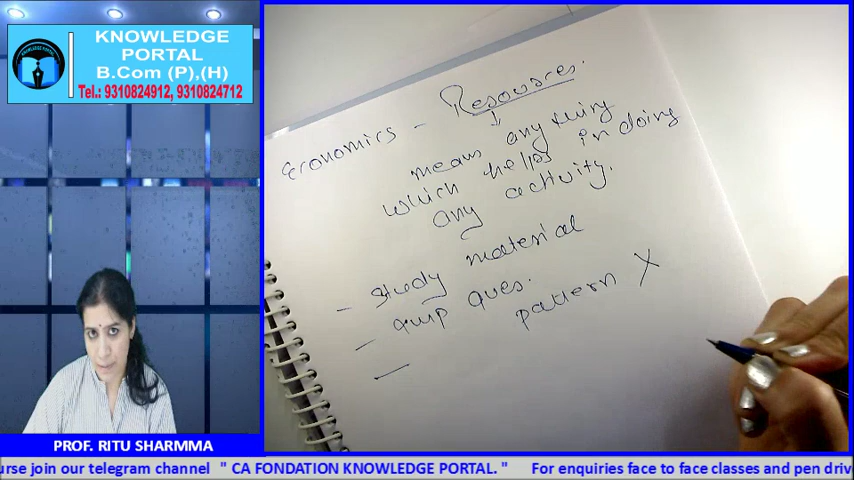 KNOWLEDGE
PORTAL
B.Com (P),(H)
Tel.: 9310824912, 9310824712
Economics - Resources.
means any thing
which helps in doing
any activity.
- Study material
- qmp ques.
pattern X
-
PROF. RITU SHARMMA
urse join our telegram channel " CA FONDATION KNOWLEDGE PORTAL. " For enquiries face to face classes and pen driv